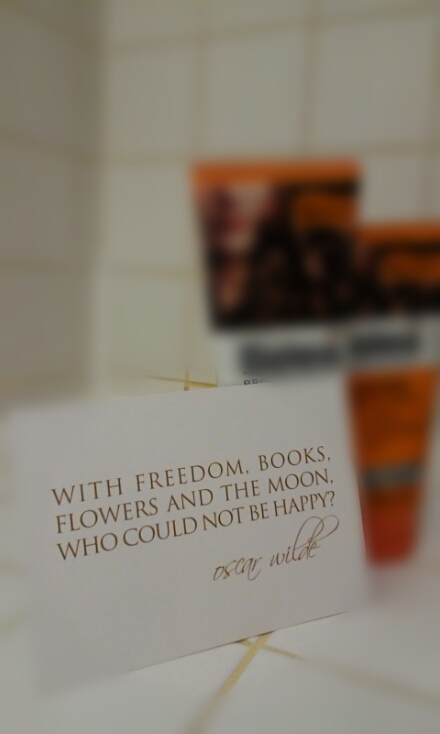 WITH FREEDOM, BOOKS,
FLOWERS AND THE MOON,
WHO COULD NOT BE HAPPY?
oscar wilde